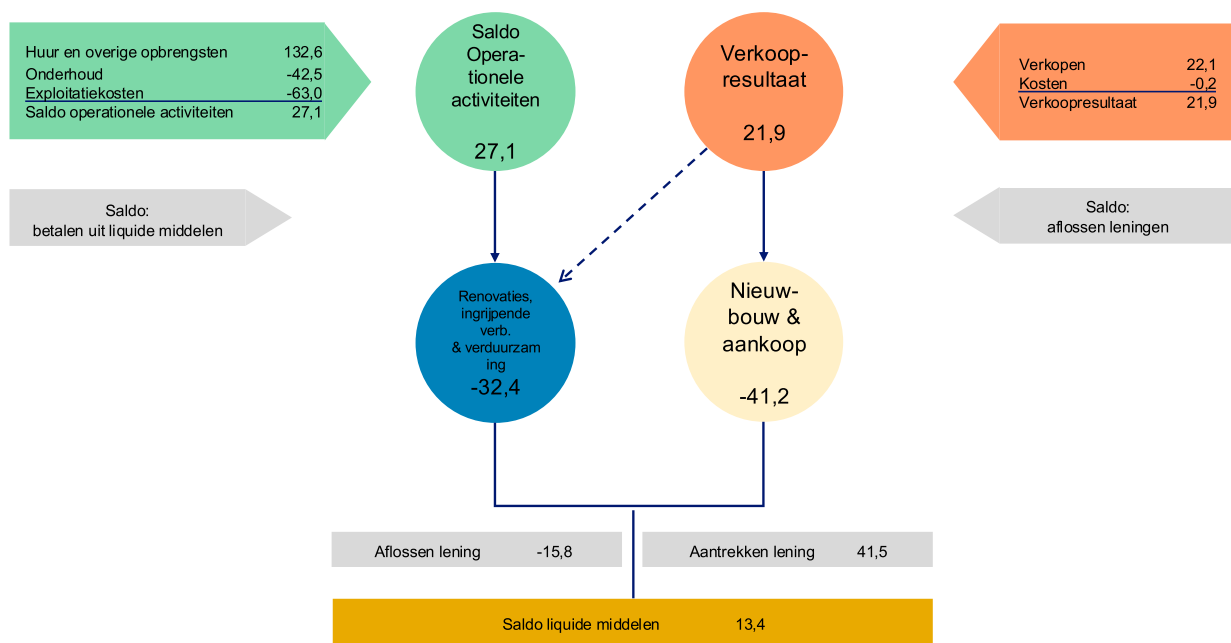 Huur en overige opbrengsten 132,6
Onderhoud -42,5
Exploitatiekosten -63,0
Saldo operationele activiteiten 27,1
Saldo
Opera-
tionele
activiteiten
27,1
Verkoop-
resultaat
21,9
Verkopen 22,1
Kosten -0,2
Verkoopresultaat 21,9
Saldo:
betalen uit liquide middelen
Saldo:
aflossen leningen
Renovaties,
ingrijpende
verb.
& verduurzam
ing
-32,4
Nieuw-
bouw &
aankoop
-41,2
Aflossen lening -15,8
Aantrekken lening 41,5
Saldo liquide middelen 13,4